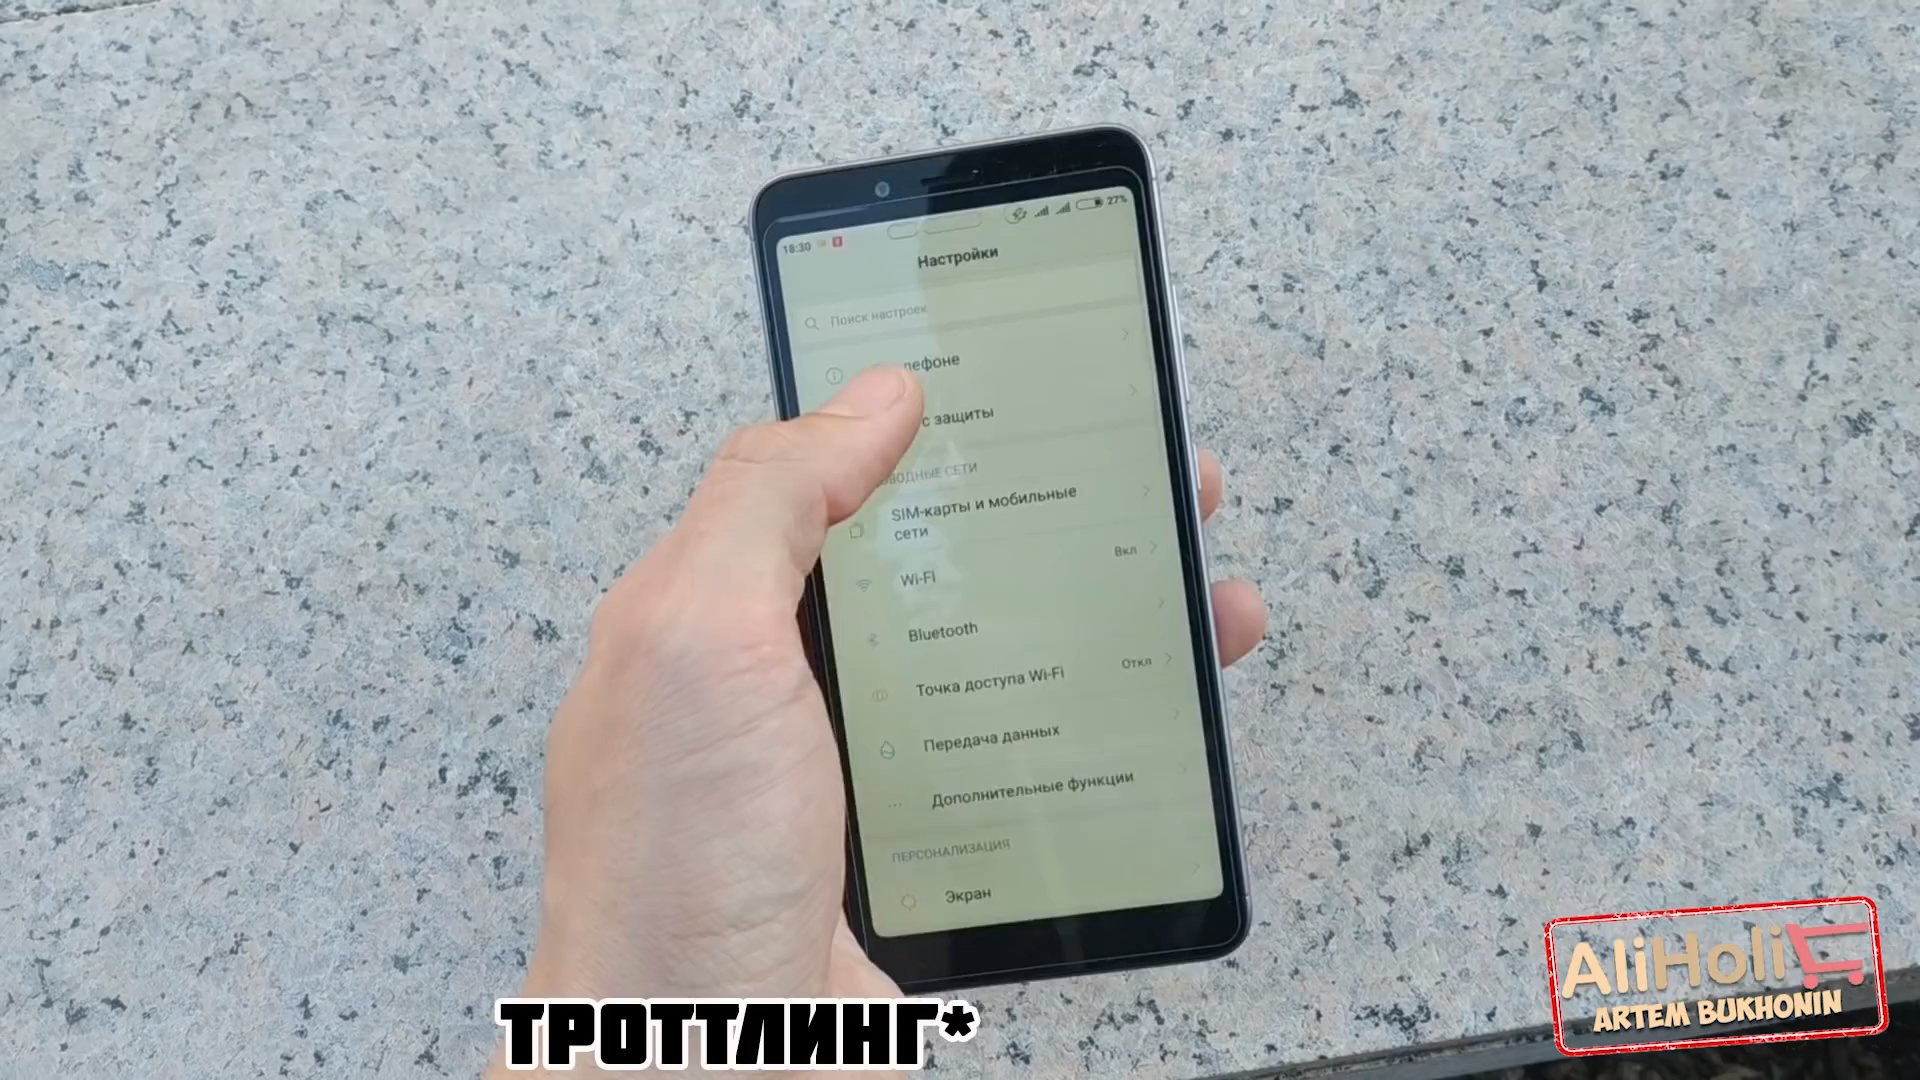 18:30
27%
Настройки
Поиск настроек
лефоне
с защиты
ВОДНЫЕ СЕТИ
SIM-карты и мобильные
сети
Wi-Fi
Вкл
Bluetooth
Точка доступа Wi-Fi
Откл
Передача данных
Дополнительные функции
ПЕРСОНАЛИЗАЦИЯ
Экран
AliHoli
ARTEM BUKHONIN
ТРОТТЛИНГ*